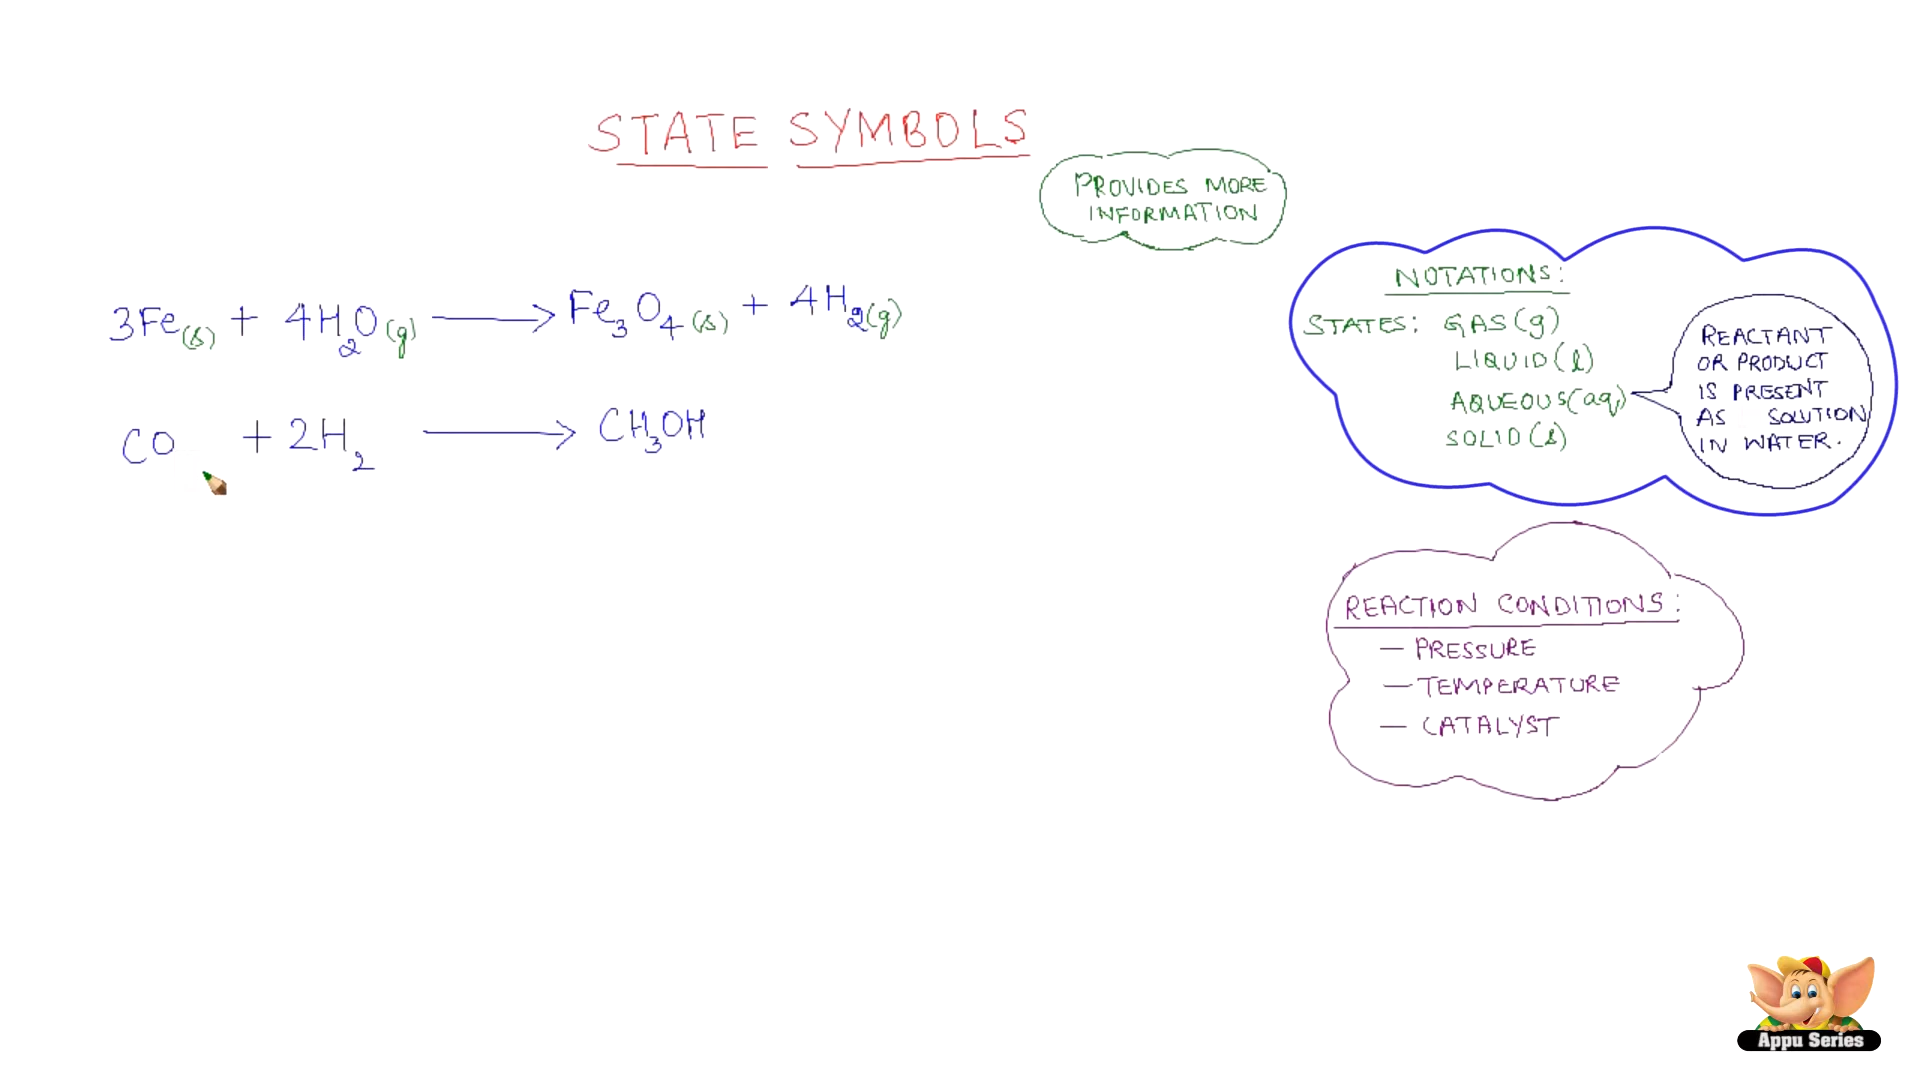 STATE SYMBOLS
PROVIDES MORE
INFORMATION
3Fe(s) + 4H₂O(g) ⟶ Fe₃O₄(s) + 4H₂(g)
CO + 2H₂ ⟶ CH₃OH
NOTATIONS:
STATES: GAS(g)
LIQUID(l)
AQUEOUS(aq)
SOLID(s)
REACTANT
OR PRODUCT
IS PRESENT
AS SOLUTION
IN WATER.
REACTION CONDITIONS:
— PRESSURE
— TEMPERATURE
— CATALYST
Appu Series